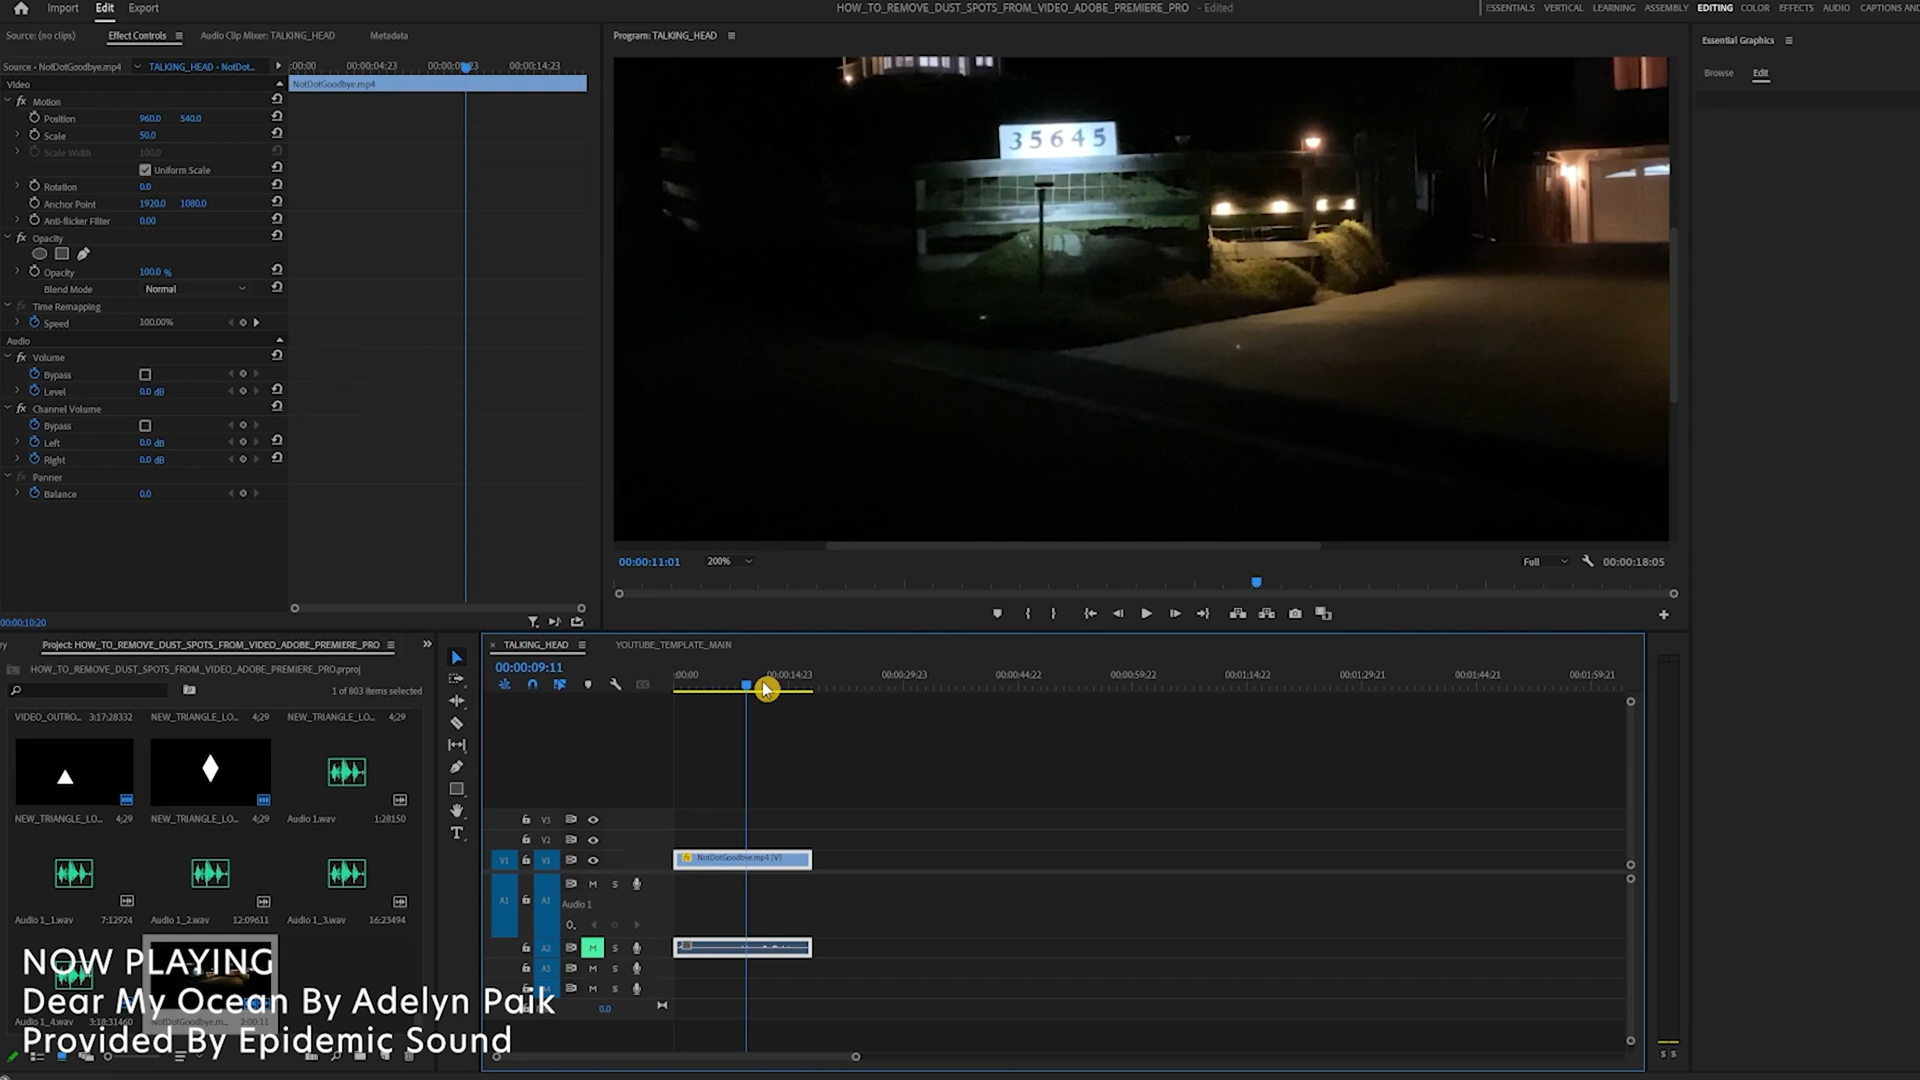 Import Edit Export
HOW_TO_REMOVE_DUST_SPOTS_FROM_VIDEO_ADOBE_PREMIERE_PRO - Edited
ESSENTIALS VERTICAL LEARNING ASSEMBLY EDITING COLOR EFFECTS AUDIO CAPTIONS AN
Source: (no clips) Effect Controls Audio Clip Mixer: TALKING_HEAD Metadata
Program: TALKING_HEAD
Essential Graphics
Browse Edit
Source • NotDotGoodbye.mp4 TALKING_HEAD • NotDot...
:00:00 00:00:04:23 00:00:14:23
NotDotGoodbye.mp4
Video
fx Motion
Position 960.0 540.0
Scale 50.0
Scale Width 100.0
Uniform Scale
Rotation 0.0
Anchor Point 1920.0 1080.0
Anti-flicker Filter 0.00
fx Opacity
Opacity 100.0 %
Blend Mode Normal
fx Time Remapping
Speed 100.00%
Audio
fx Volume
Bypass
Level 0.0 dB
fx Channel Volume
Bypass
Left 0.0 dB
Right 0.0 dB
fx Panner
Balance 0.0
00:00:10:20
35645
00:00:11:01 200% Full 00:00:18:05
Project: HOW_TO_REMOVE_DUST_SPOTS_FROM_VIDEO_ADOBE_PREMIERE_PRO
HOW_TO_REMOVE_DUST_SPOTS_FROM_VIDEO_ADOBE_PREMIERE_PRO.prproj
1 of 803 items selected
VIDEO_OUTRO... 3:17:28332 NEW_TRIANGLE_LO... 4;29 NEW_TRIANGLE_LO... 4;29
NEW_TRIANGLE_LO... 4;29 NEW_TRIANGLE_LO... 4;29 Audio 1.wav 1:28150
Audio 1_1.wav 7:12924 Audio 1_2.wav 12:09611 Audio 1_3.wav 16:23494
Audio 1_4.wav 3:18:31460 NotDotGoodbye.m... 2:00:11
T
TALKING_HEAD YOUTUBE_TEMPLATE_MAIN
00:00:09:11
:00:00 00:00:14:23 00:00:29:23 00:00:44:22 00:00:59:22 00:01:14:22 00:01:29:21 00:01:44:21 00:01:59:21
V3
V2
V1 V1 fx NotDotGoodbye.mp4 [V]
M S
A1 A1 Audio 1
A2 M S
A3 M S
M S
0.0
S S
NOW PLAYING
Dear My Ocean By Adelyn Paik
Provided By Epidemic Sound